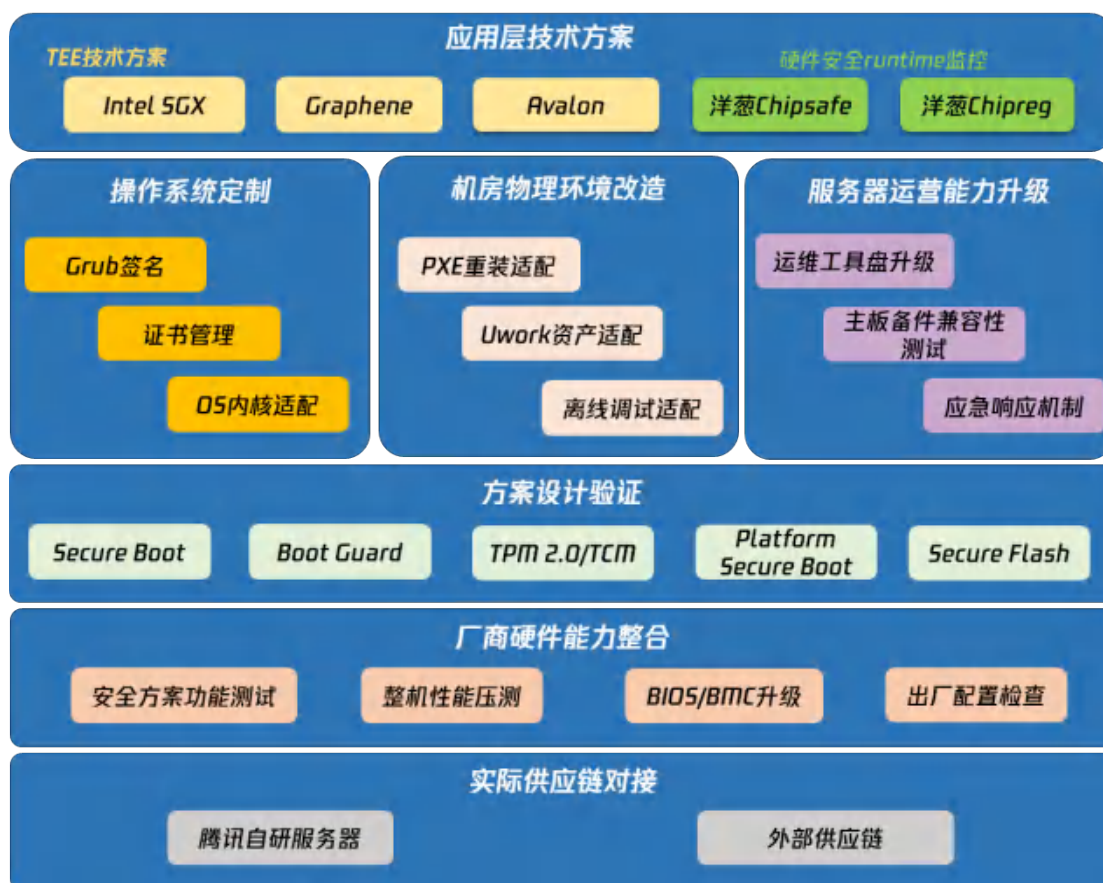 应用层技术方案
TEE技术方案
硬件安全runtime监控
Intel SGX
Graphene
Avalon
洋葱Chipsafe
洋葱Chipreg
操作系统定制
Grub签名
证书管理
OS内核适配
机房物理环境改造
PXE重装适配
Uwork资产适配
离线调试适配
服务器运营能力升级
运维工具盘升级
主板备件兼容性
测试
应急响应机制
方案设计验证
Secure Boot
Boot Guard
TPM 2.0/TCM
Platform
Secure Boot
Secure Flash
厂商硬件能力整合
安全方案功能测试
整机性能压测
BIOS/BMC升级
出厂配置检查
实际供应链对接
腾讯自研服务器
外部供应链